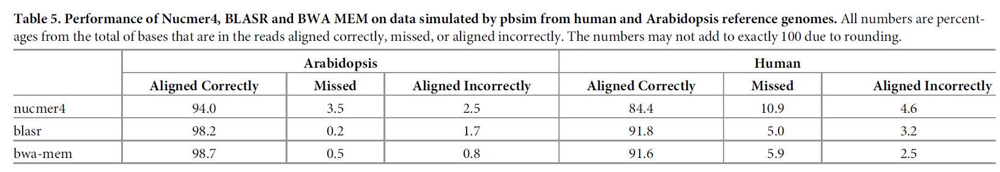 Table 5. Performance of Nucmer4, BLASR and BWA MEM on data simulated by pbsim from human and Arabidopsis reference genomes. All numbers are percent-
ages from the total of bases that are in the reads aligned correctly, missed, or aligned incorrectly. The numbers may not add to exactly 100 due to rounding.
Arabidopsis Human
Aligned Correctly Missed Aligned Incorrectly Aligned Correctly Missed Aligned Incorrectly
nucmer4 94.0 3.5 2.5 84.4 10.9 4.6
blasr 98.2 0.2 1.7 91.8 5.0 3.2
bwa-mem 98.7 0.5 0.8 91.6 5.9 2.5